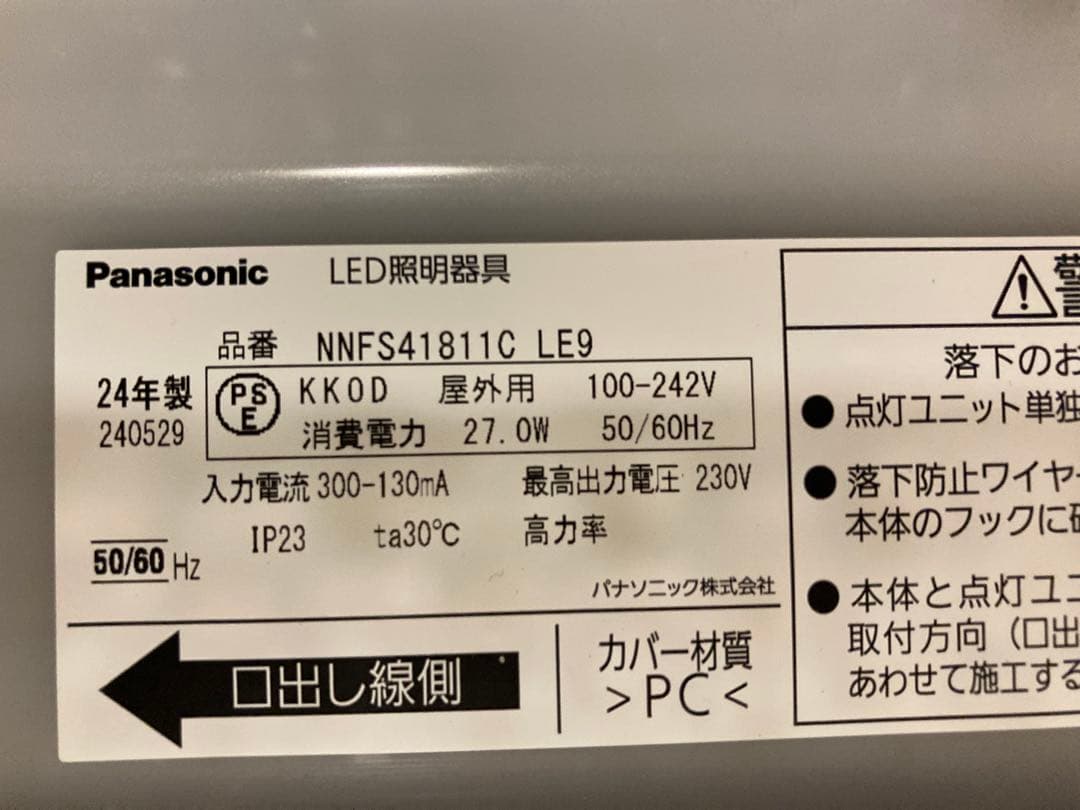 Panasonic LED照明器具
品番 NNFS41811C LE9
24年製
240529
PS
E
KKOD 屋外用 100-242V
消費電力 27.0W 50/60Hz
入力電流 300-130mA 最高出力電圧 230V
IP23 ta30℃ 高力率
50/60 Hz
パナソニック株式会社
口出し線側
カバー材質
>PC<
落下のお
●点灯ユニット単独
●落下防止ワイヤー
本体のフックに
●本体と点灯ユニ
取付方向(口出
あわせて施工する